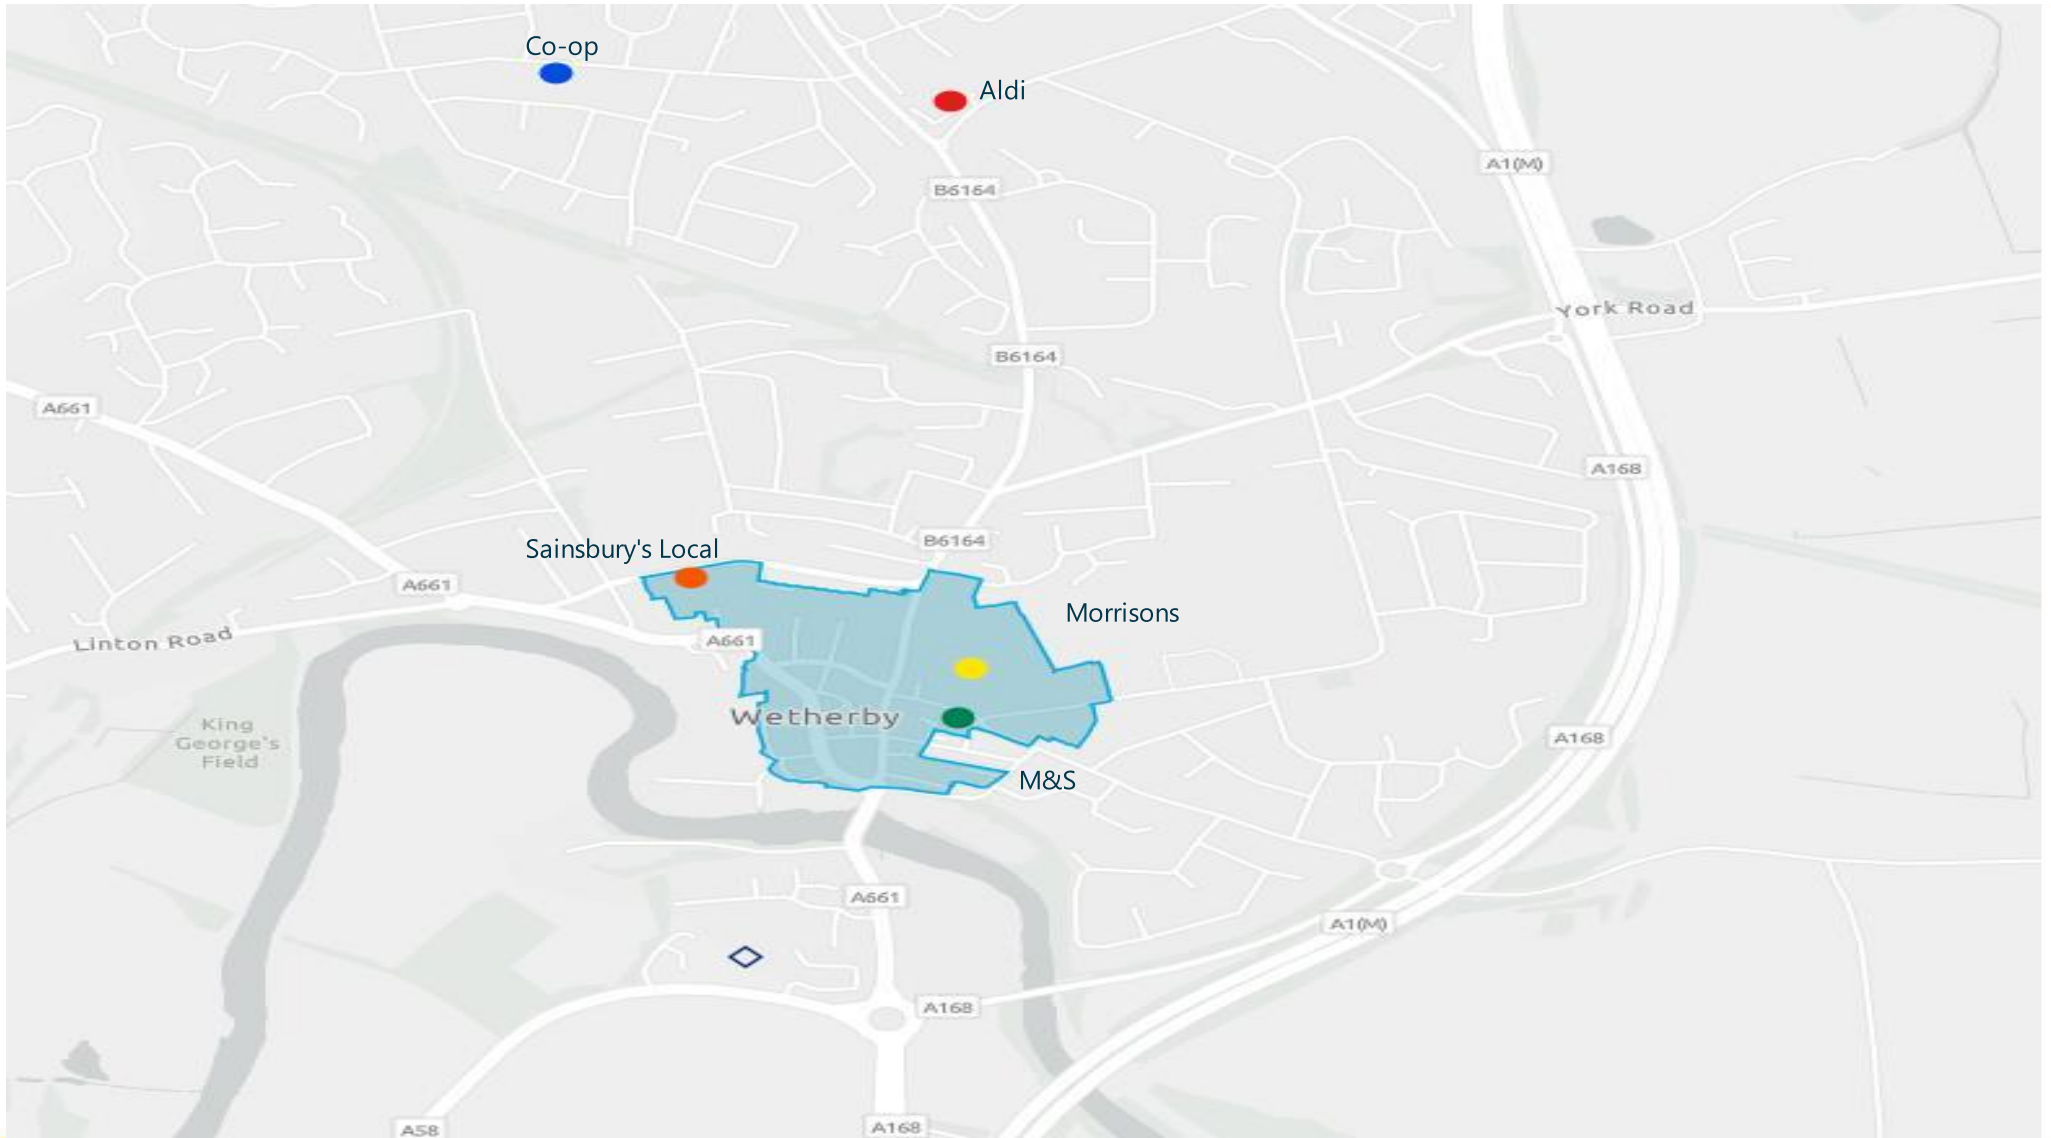 Co-op
Aldi
A1(M)
B6164
York Road
B6164
A661
A168
B6164
Sainsbury's Local
A661
Morrisons
Linton Road
A661
Wetherby
King
George's
Field
A168
M&S
A661
A1(M)
A168
A58
A168